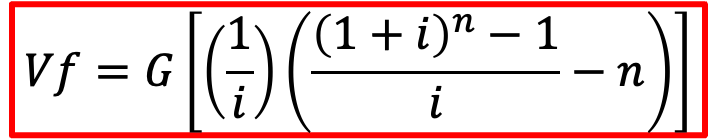 Vf = G [(1/i) (((1 + i)^n − 1)/i − n)]